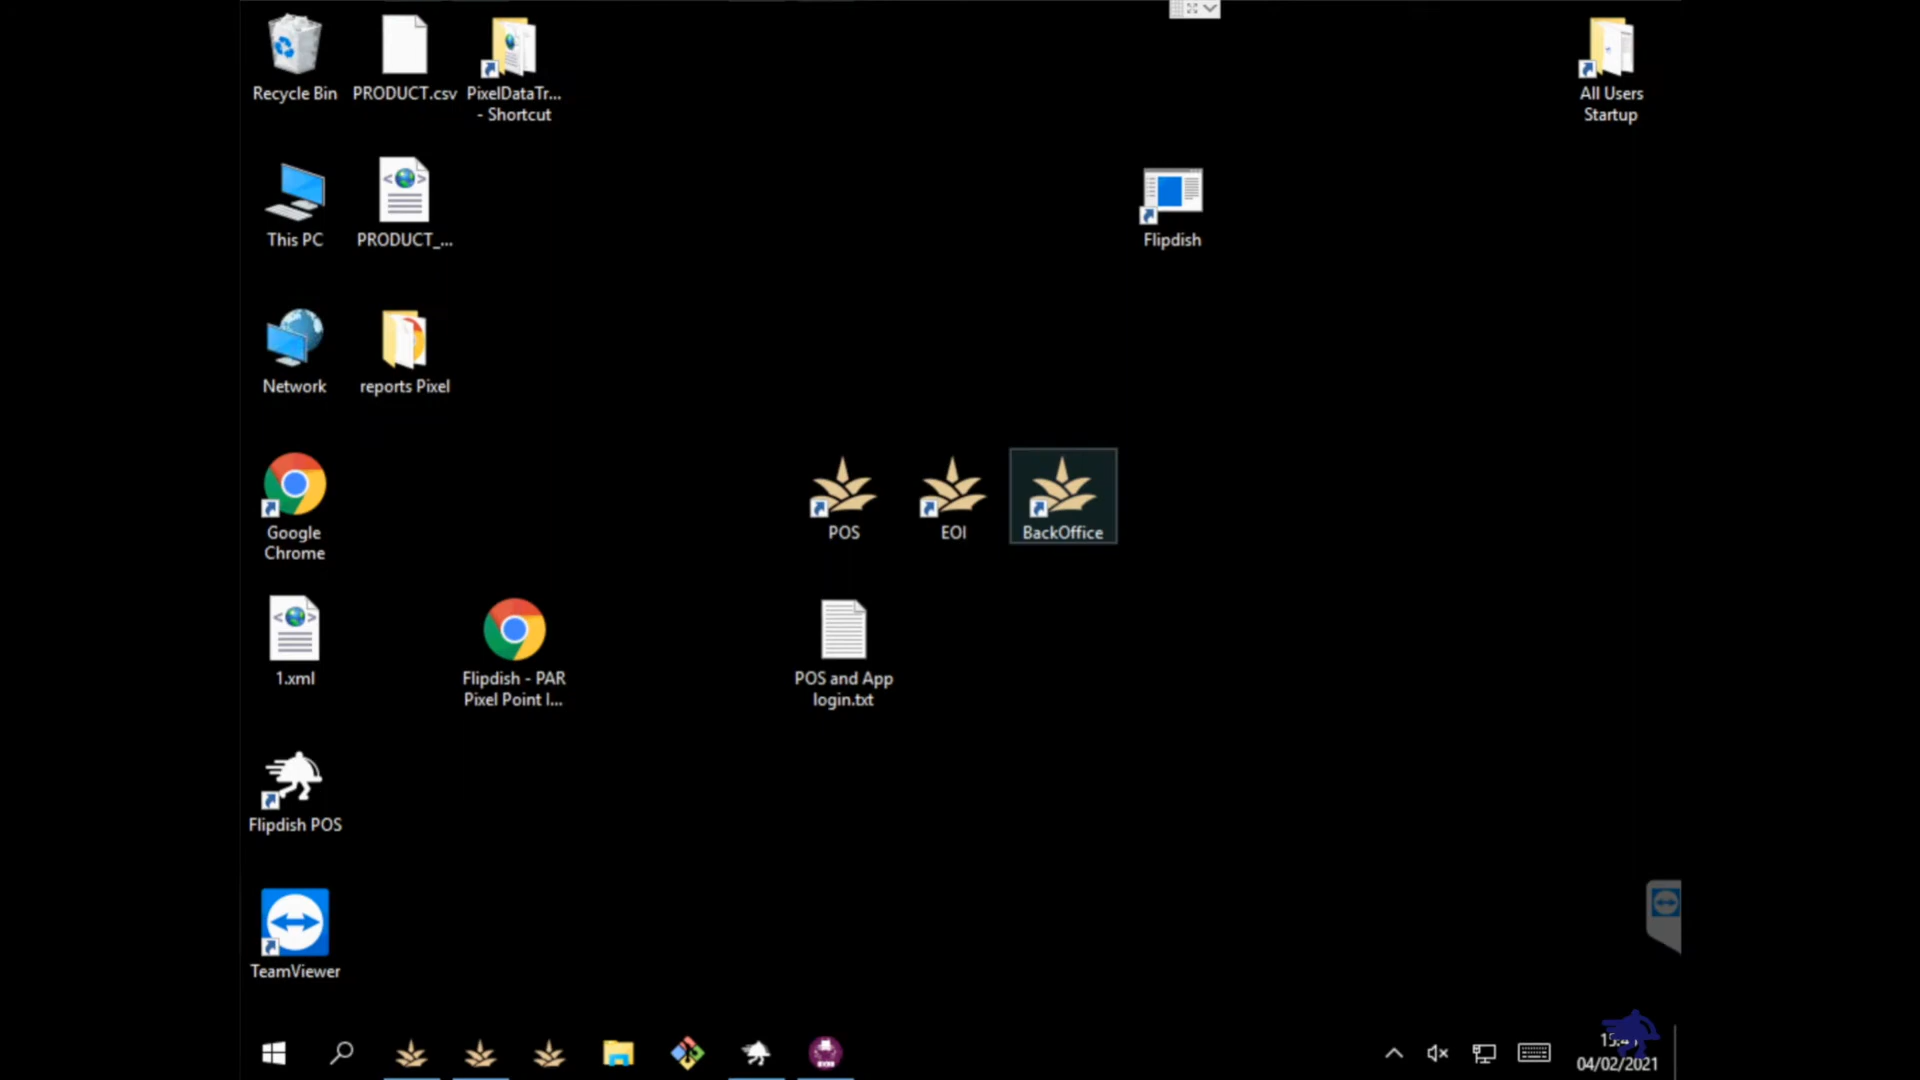 Recycle Bin
PRODUCT.csv
PixelDataTr...
- Shortcut
All Users
Startup
This PC
PRODUCT_...
Flipdish
Network
reports Pixel
Google
Chrome
POS
EOI
BackOffice
1.xml
Flipdish - PAR
Pixel Point I...
POS and App
login.txt
Flipdish POS
TeamViewer
04/02/2021